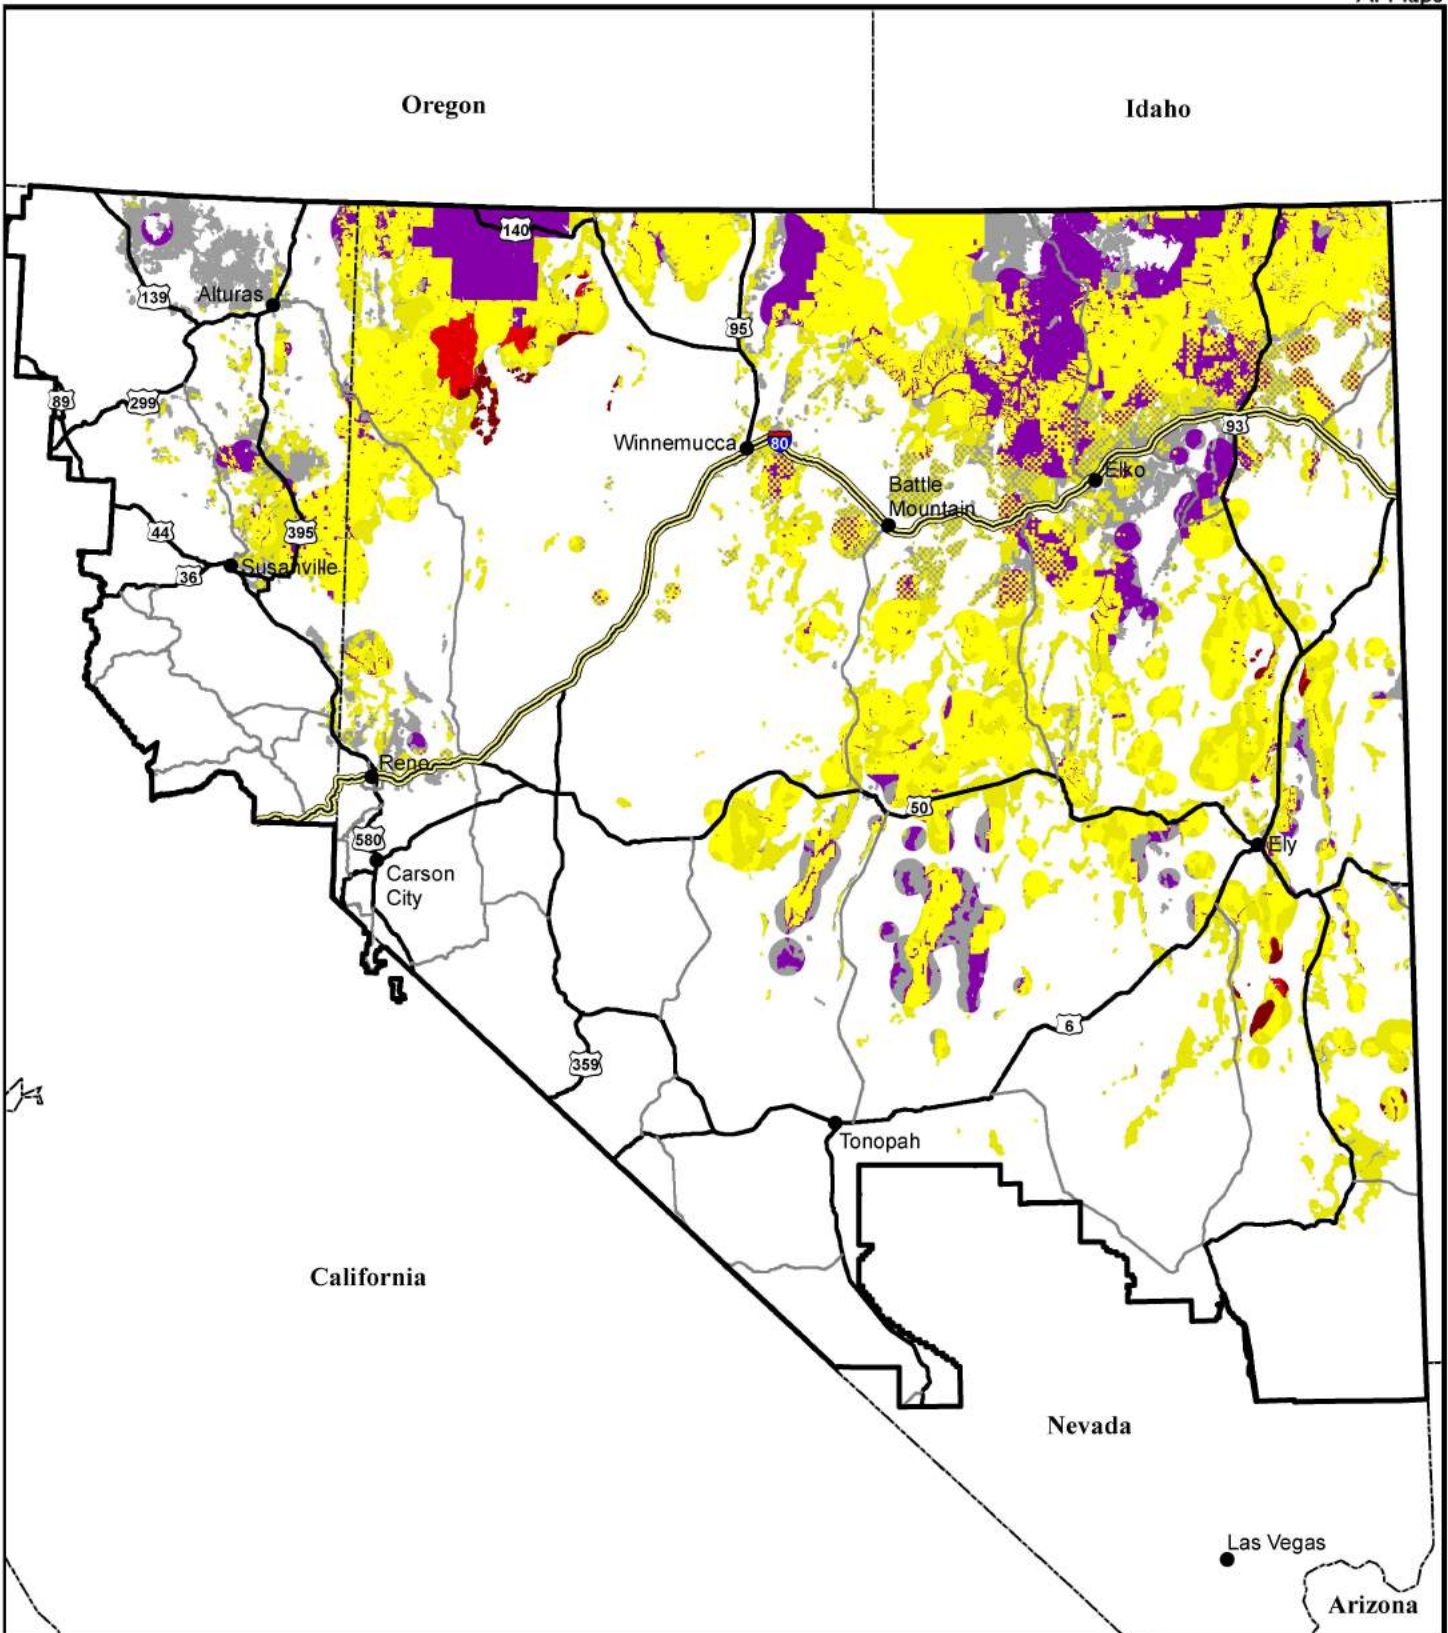 Oregon
Idaho
140
139
Alturas
95
89
299
93
Winnemucca
80
Elko
Battle
Mountain
44
395
36
Susanville
Reno
50
580
Ely
Carson
City
6
359
Tonopah
California
Nevada
Las Vegas
Arizona